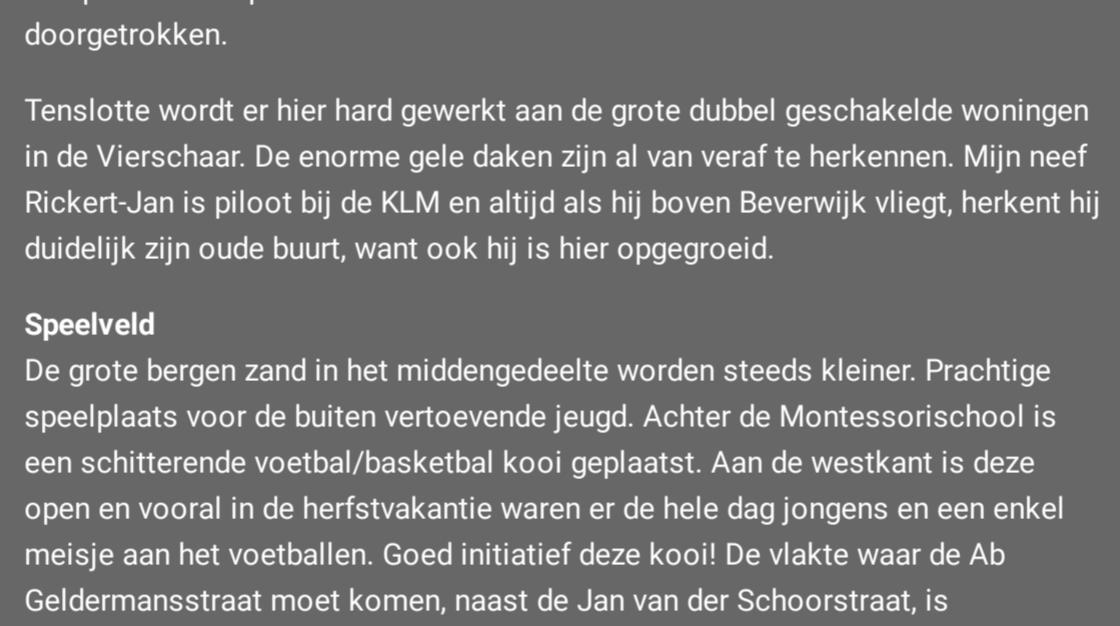 doorgetrokken.
Tenslotte wordt er hier hard gewerkt aan de grote dubbel geschakelde woningen
in de Vierschaar. De enorme gele daken zijn al van veraf te herkennen. Mijn neef
Rickert-Jan is piloot bij de KLM en altijd als hij boven Beverwijk vliegt, herkent hij
duidelijk zijn oude buurt, want ook hij is hier opgegroeid.
Speelveld
De grote bergen zand in het middengedeelte worden steeds kleiner. Prachtige
speelplaats voor de buiten vertoevende jeugd. Achter de Montessorischool is
een schitterende voetbal/basketbal kooi geplaatst. Aan de westkant is deze
open en vooral in de herfstvakantie waren er de hele dag jongens en een enkel
meisje aan het voetballen. Goed initiatief deze kooi! De vlakte waar de Ab
Geldermansstraat moet komen, naast de Jan van der Schoorstraat, is